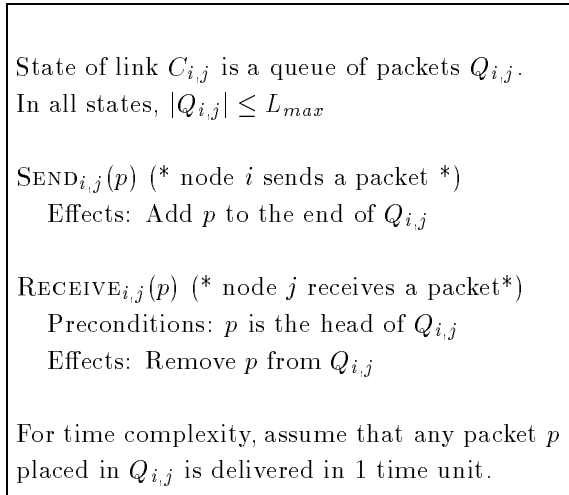 State of link C_{i,j} is a queue of packets Q_{i,j}.
In all states, |Q_{i,j}| ≤ L_{max}
SEND_{i,j}(p) (* node i sends a packet *)
Effects: Add p to the end of Q_{i,j}
RECEIVE_{i,j}(p) (* node j receives a packet*)
Preconditions: p is the head of Q_{i,j}
Effects: Remove p from Q_{i,j}
For time complexity, assume that any packet p
placed in Q_{i,j} is delivered in 1 time unit.